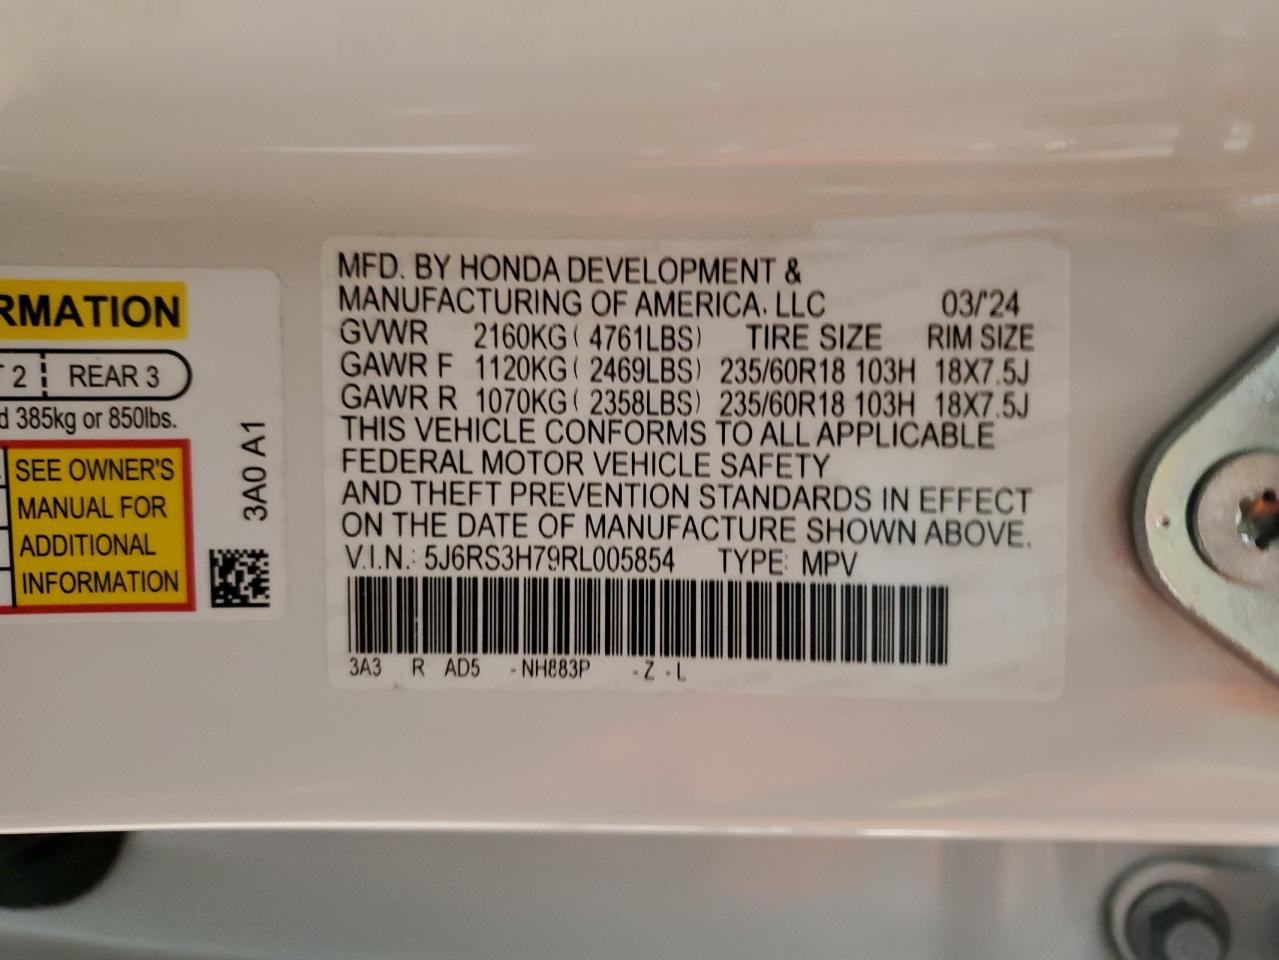 RMATION
T 2 REAR 3
d 385kg or 850lbs.
SEE OWNER'S
MANUAL FOR
ADDITIONAL
INFORMATION
3A0 A1
MFD. BY HONDA DEVELOPMENT &
MANUFACTURING OF AMERICA, LLC 03/'24
GVWR 2160KG ( 4761LBS) TIRE SIZE RIM SIZE
GAWR F 1120KG ( 2469LBS) 235/60R18 103H 18X7.5J
GAWR R 1070KG ( 2358LBS) 235/60R18 103H 18X7.5J
THIS VEHICLE CONFORMS TO ALL APPLICABLE
FEDERAL MOTOR VEHICLE SAFETY
AND THEFT PREVENTION STANDARDS IN EFFECT
ON THE DATE OF MANUFACTURE SHOWN ABOVE.
V.I.N.: 5J6RS3H79RL005854 TYPE: MPV
3A3 R AD5 -NH883P -Z -L